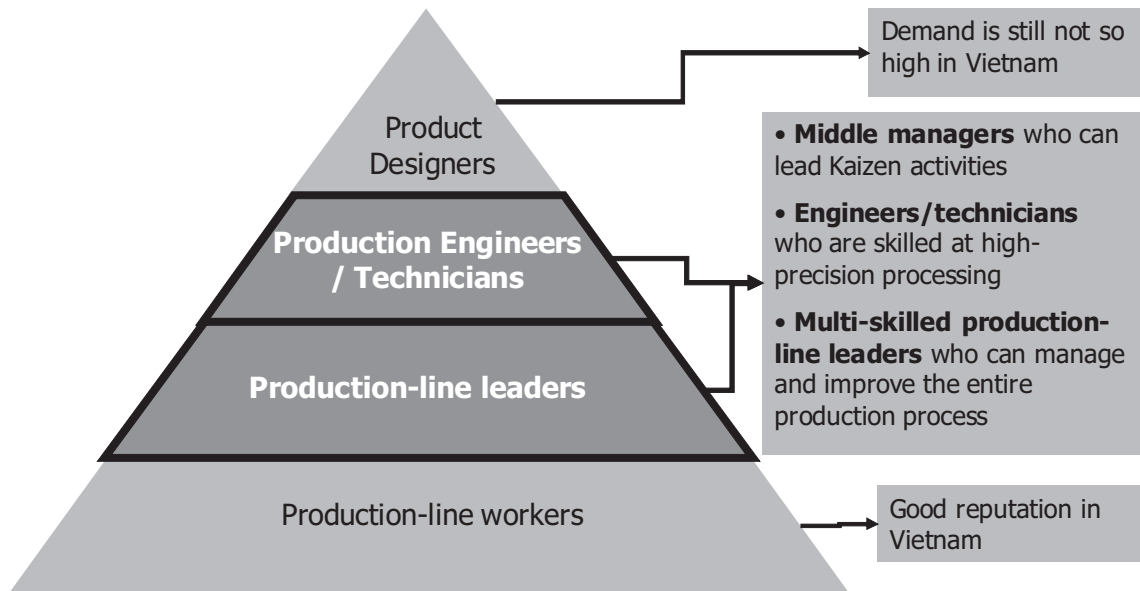 Product
Designers
Production Engineers
/ Technicians
Production-line leaders
Production-line workers
Demand is still not so
high in Vietnam
• Middle managers who can
lead Kaizen activities
• Engineers/technicians
who are skilled at high-
precision processing
• Multi-skilled production-
line leaders who can manage
and improve the entire
production process
Good reputation in
Vietnam